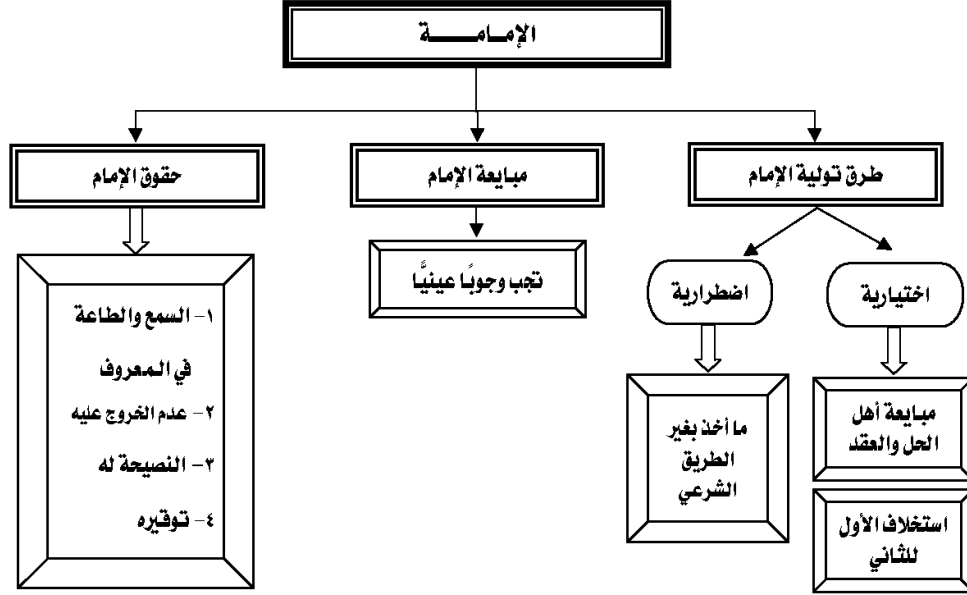 الإمامـــــة
طرق تولية الإمام
مبايعة الإمام
حقوق الإمام
اختيارية
اضطرارية
تجب وجوبًا عينيًّا
مبايعة أهل
الحل والعقد
استخلاف الأول
للثاني
ما أخذ بغير
الطريق
الشرعي
١- السمع والطاعة
في المعروف
٢- عدم الخروج عليه
٣- النصيحة له
٤- توقيره